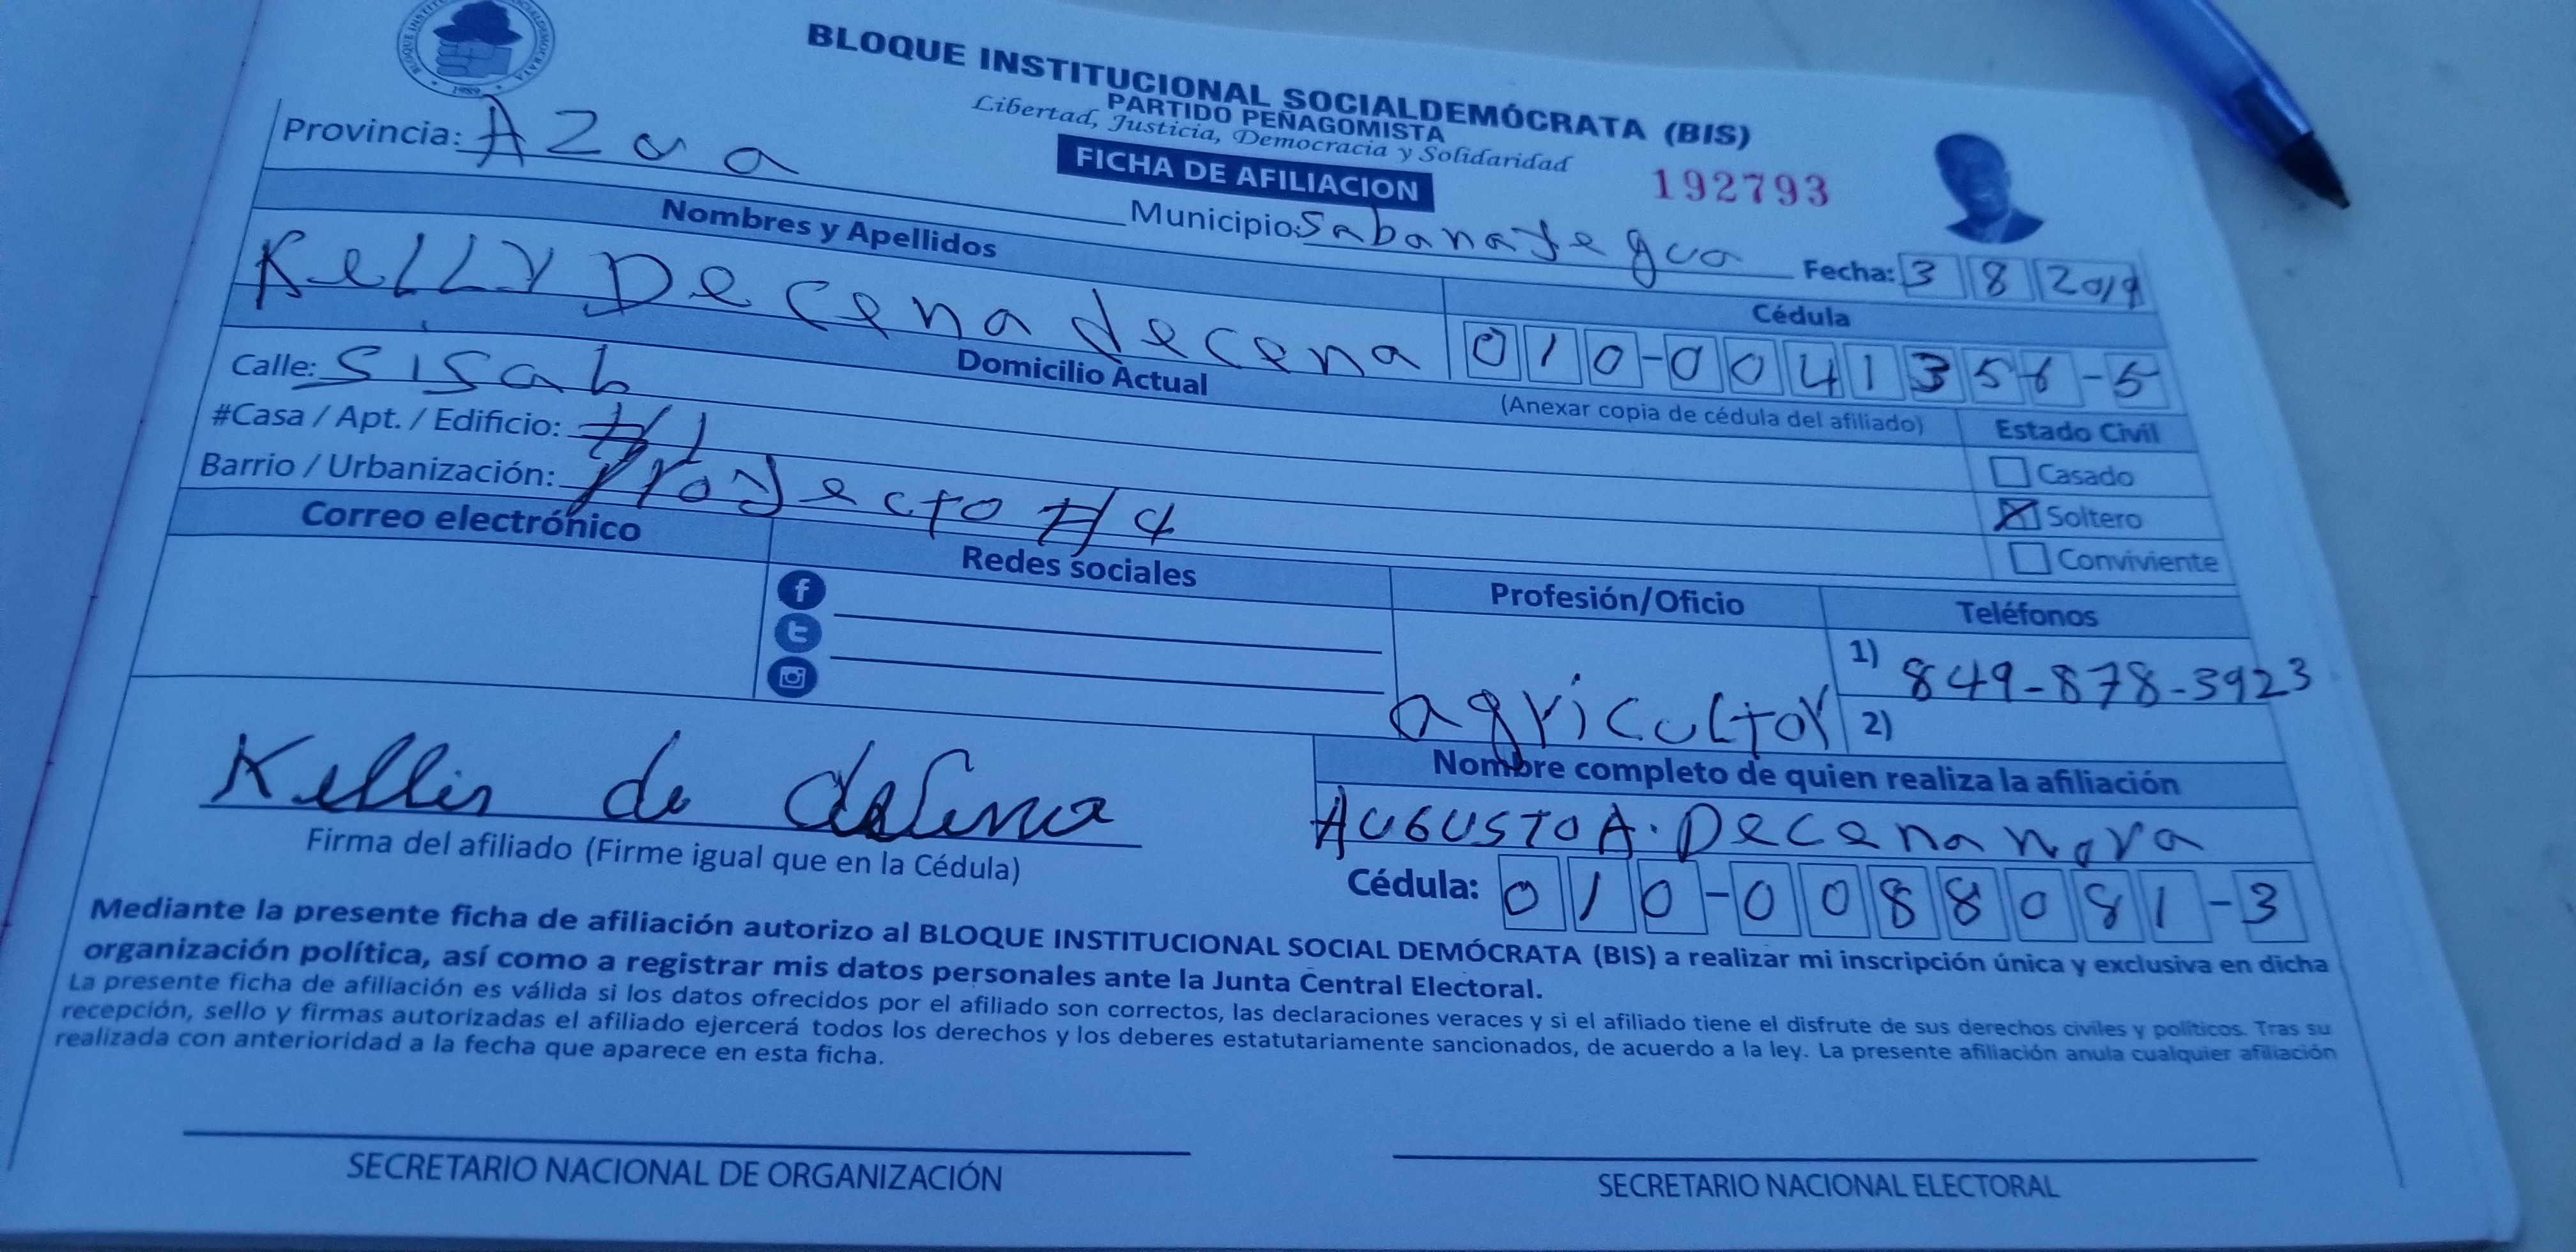 BLOQUE INSTITUCIONAL SOCIALDEMÓCRATA (BIS)
PARTIDO PEÑAGOMISTA
Libertad, Justicia, Democracia y Solidaridad
FICHA DE AFILIACION
192793
1989
Provincia: AZua
Municipio: Sabana Yegua
Fecha: 3 8 2019
Nombres y Apellidos
KeLLY Decena decena
Cédula
010-0041356-5
(Anexar copia de cédula del afiliado)
Domicilio Actual
Calle: Sisab
#Casa / Apt. / Edificio: #1
Barrio / Urbanización: Proyecto #4
Estado Civil
Casado
Soltero
Conviviente
Correo electrónico
Redes sociales
Profesión/Oficio
agricultor
Teléfonos
1) 849-878-3923
2)
Firma del afiliado (Firme igual que en la Cédula)
Nombre completo de quien realiza la afiliación
AUGUSTO A. Decena nova
Cédula: 010-0088081-3
Mediante la presente ficha de afiliación autorizo al BLOQUE INSTITUCIONAL SOCIAL DEMÓCRATA (BIS) a realizar mi inscripción única y exclusiva en dicha
organización política, así como a registrar mis datos personales ante la Junta Central Electoral.
La presente ficha de afiliación es válida si los datos ofrecidos por el afiliado son correctos, las declaraciones veraces y si el afiliado tiene el disfrute de sus derechos civiles y políticos. Tras su
recepción, sello y firmas autorizadas el afiliado ejercerá todos los derechos y los deberes estatutariamente sancionados, de acuerdo a la ley. La presente afiliación anula cualquier afiliación
realizada con anterioridad a la fecha que aparece en esta ficha.
SECRETARIO NACIONAL DE ORGANIZACIÓN
SECRETARIO NACIONAL ELECTORAL